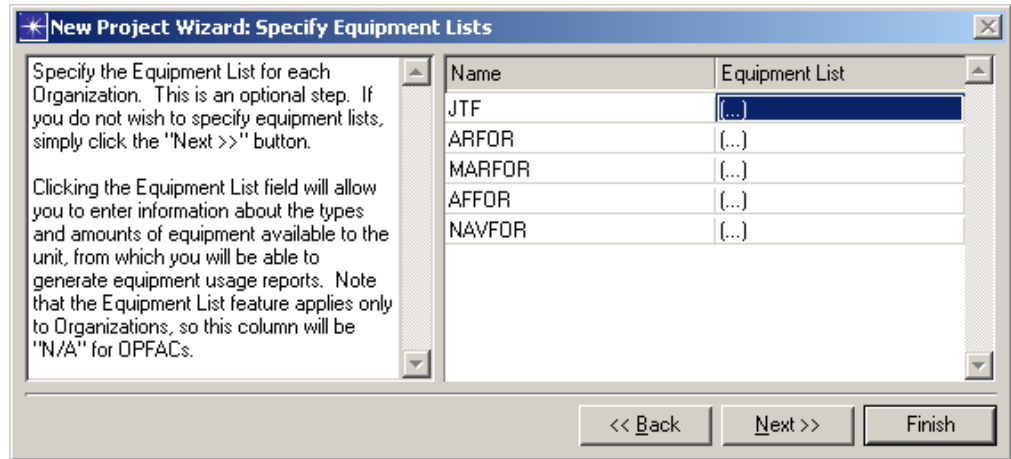 New Project Wizard: Specify Equipment Lists
Specify the Equipment List for each
Organization. This is an optional step. If
you do not wish to specify equipment lists,
simply click the "Next >>" button.
Clicking the Equipment List field will allow
you to enter information about the types
and amounts of equipment available to the
unit, from which you will be able to
generate equipment usage reports. Note
that the Equipment List feature applies only
to Organizations, so this column will be
"N/A" for OPFACs.
Name Equipment List
JTF (...)
ARFOR (...)
MARFOR (...)
AFFOR (...)
NAVFOR (...)
<< Back Next >> Finish